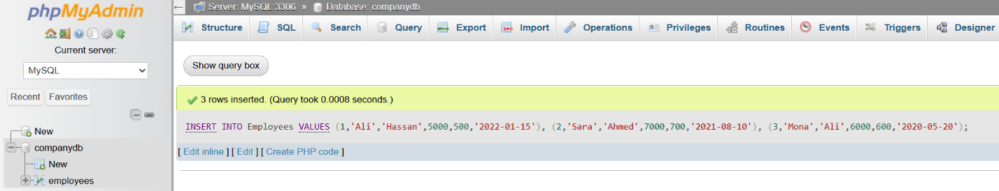 phpMyAdmin
Current server:
MySQL
Recent Favorites
New
companydb
New
employees
Server: MySQL:3306 » Database: companydb
Structure SQL Search Query Export Import Operations Privileges Routines Events Triggers Designer
Show query box
3 rows inserted. (Query took 0.0008 seconds.)
INSERT INTO Employees VALUES (1,'Ali','Hassan',5000,500,'2022-01-15'), (2,'Sara','Ahmed',7000,700,'2021-08-10'), (3,'Mona','Ali',6000,600,'2020-05-20');
[ Edit inline ] [ Edit ] [ Create PHP code ]